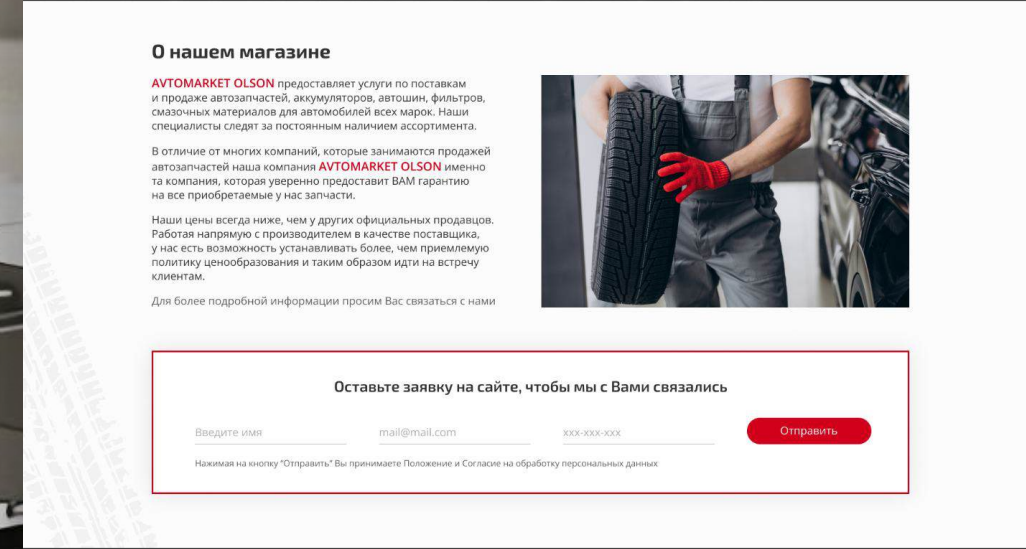 О нашем магазине
AVTOMARKET OLSON предоставляет услуги по поставкам
и продаже автозапчастей, аккумуляторов, автошин, фильтров,
смазочных материалов для автомобилей всех марок. Наши
специалисты следят за постоянным наличием ассортимента.
В отличие от многих компаний, которые занимаются продажей
автозапчастей наша компания AVTOMARKET OLSON именно
та компания, которая уверенно предоставит ВАМ гарантию
на все приобретаемые у нас запчасти.
Наши цены всегда ниже, чем у других официальных продавцов.
Работая напрямую с производителем в качестве поставщика,
у нас есть возможность устанавливать более, чем приемлемую
политику ценообразования и таким образом идти на встречу
клиентам.
Для более подробной информации просим Вас связаться с нами
Оставьте заявку на сайте, чтобы мы с Вами связались
Введите имя
mail@mail.com
xxx-xxx-xxx
Отправить
Нажимая на кнопку "Отправить" Вы принимаете Положение и Согласие на обработку персональных данных